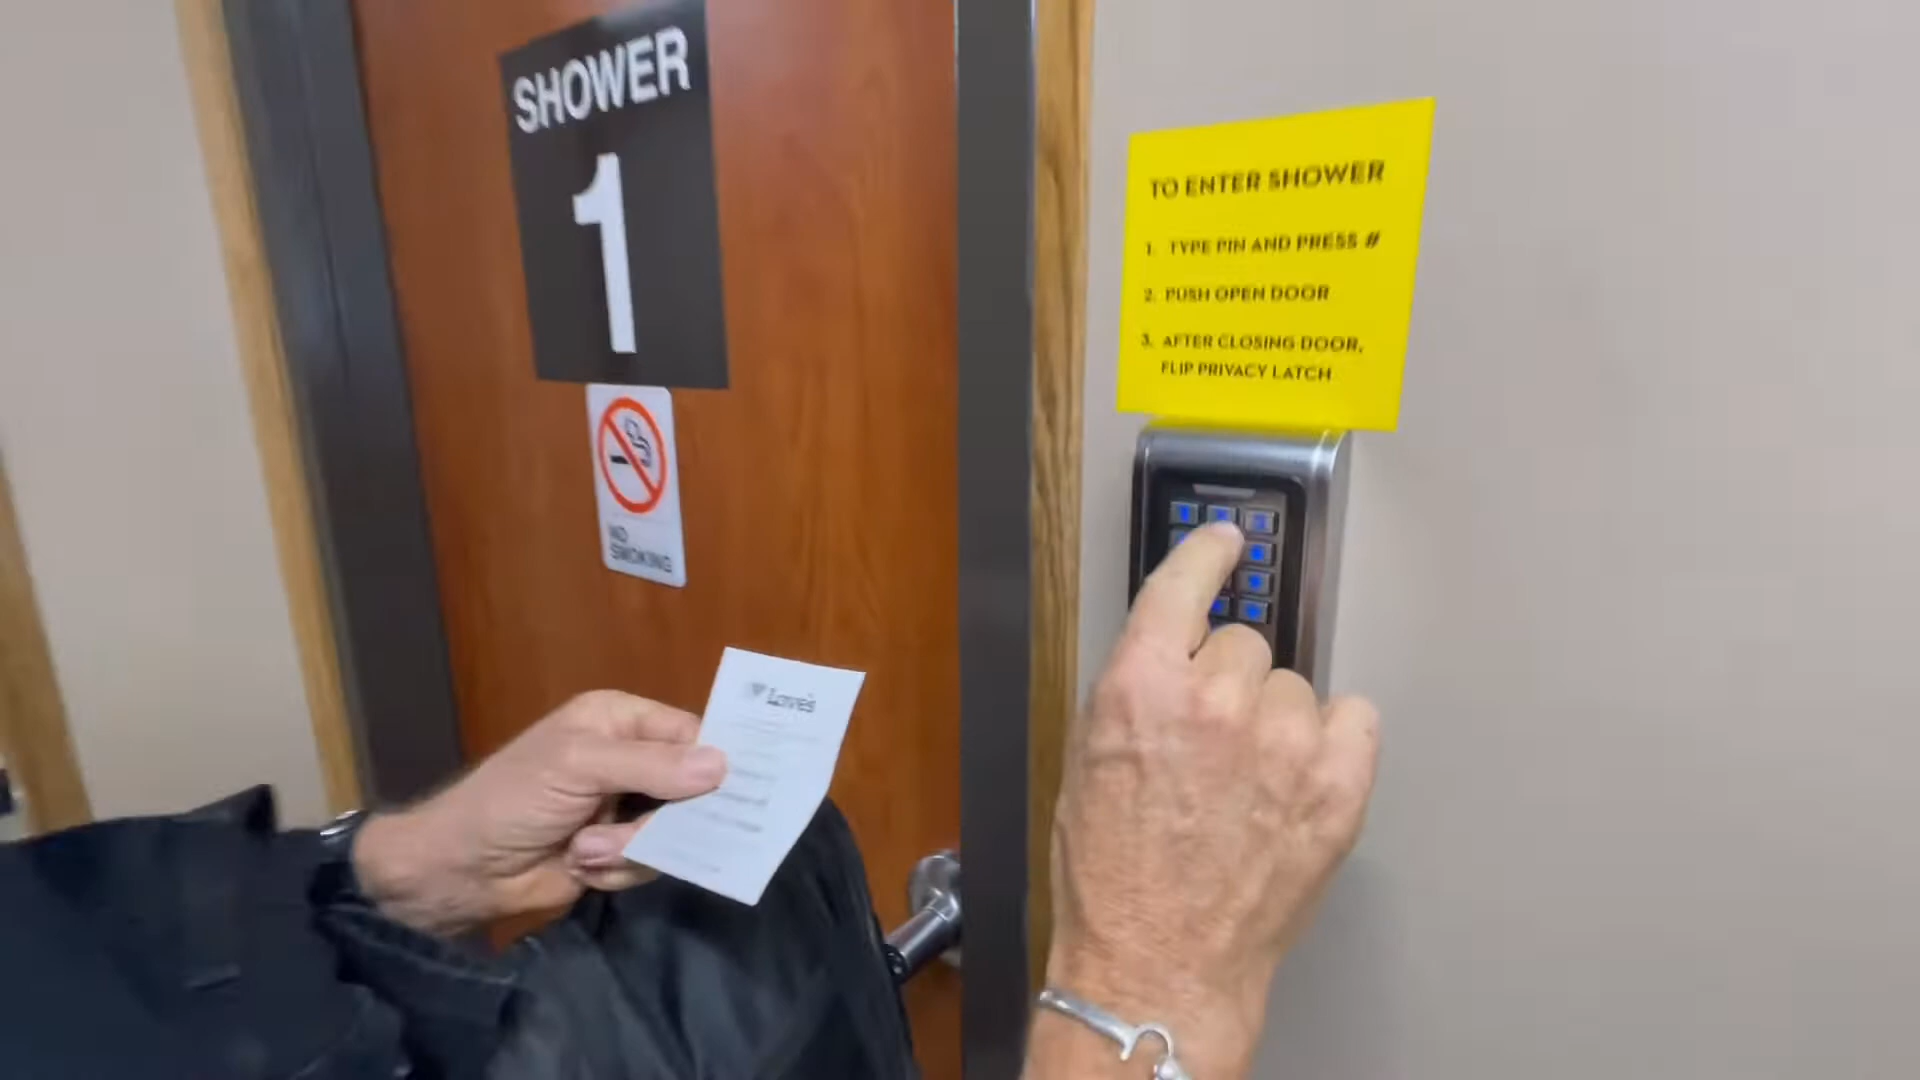 SHOWER
1
NO
SMOKING
TO ENTER SHOWER
1. TYPE PIN AND PRESS #
2. PUSH OPEN DOOR
3. AFTER CLOSING DOOR,
FLIP PRIVACY LATCH
Love's